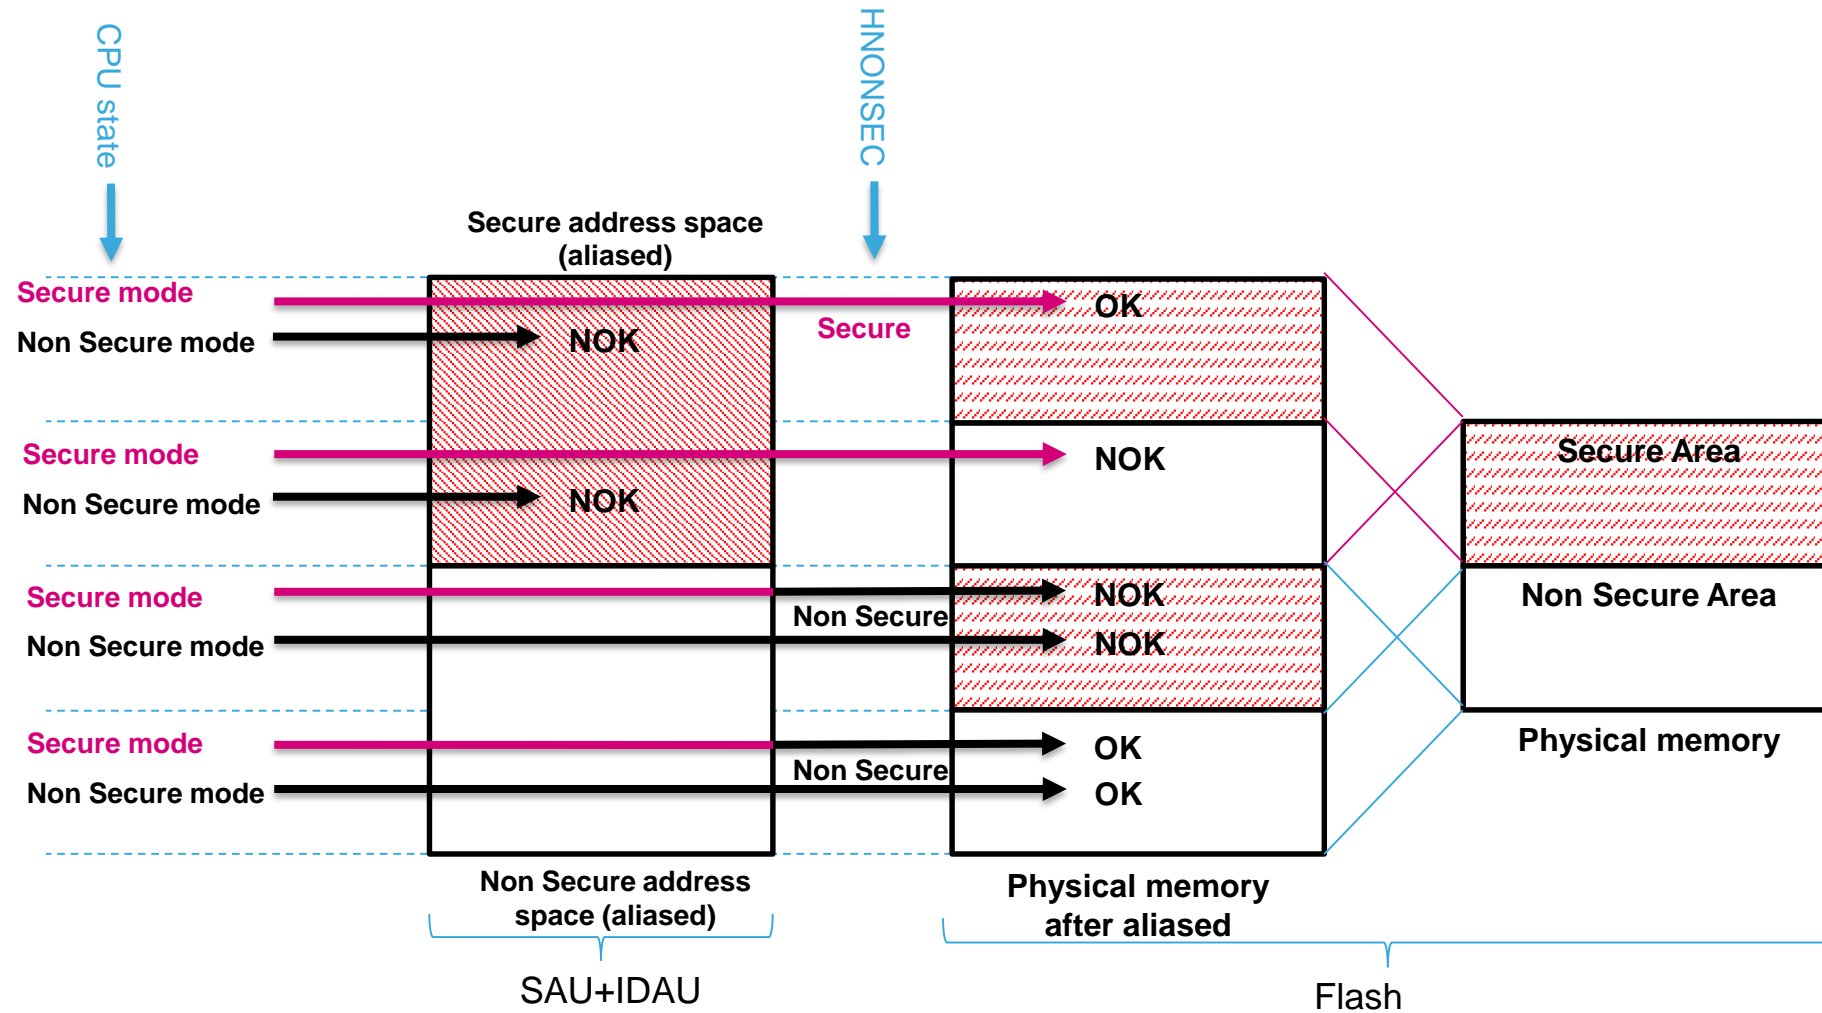 CPU state
HNONSEC
Secure address space
(aliased)
Secure mode
Non Secure mode
NOK
Secure
OK
Secure mode
Non Secure mode
NOK
NOK
Secure Area
Secure mode
Non Secure mode
Non Secure
NOK
NOK
Non Secure Area
Secure mode
Non Secure mode
Non Secure
OK
OK
Physical memory
Non Secure address
space (aliased)
Physical memory
after aliased
SAU+IDAU
Flash